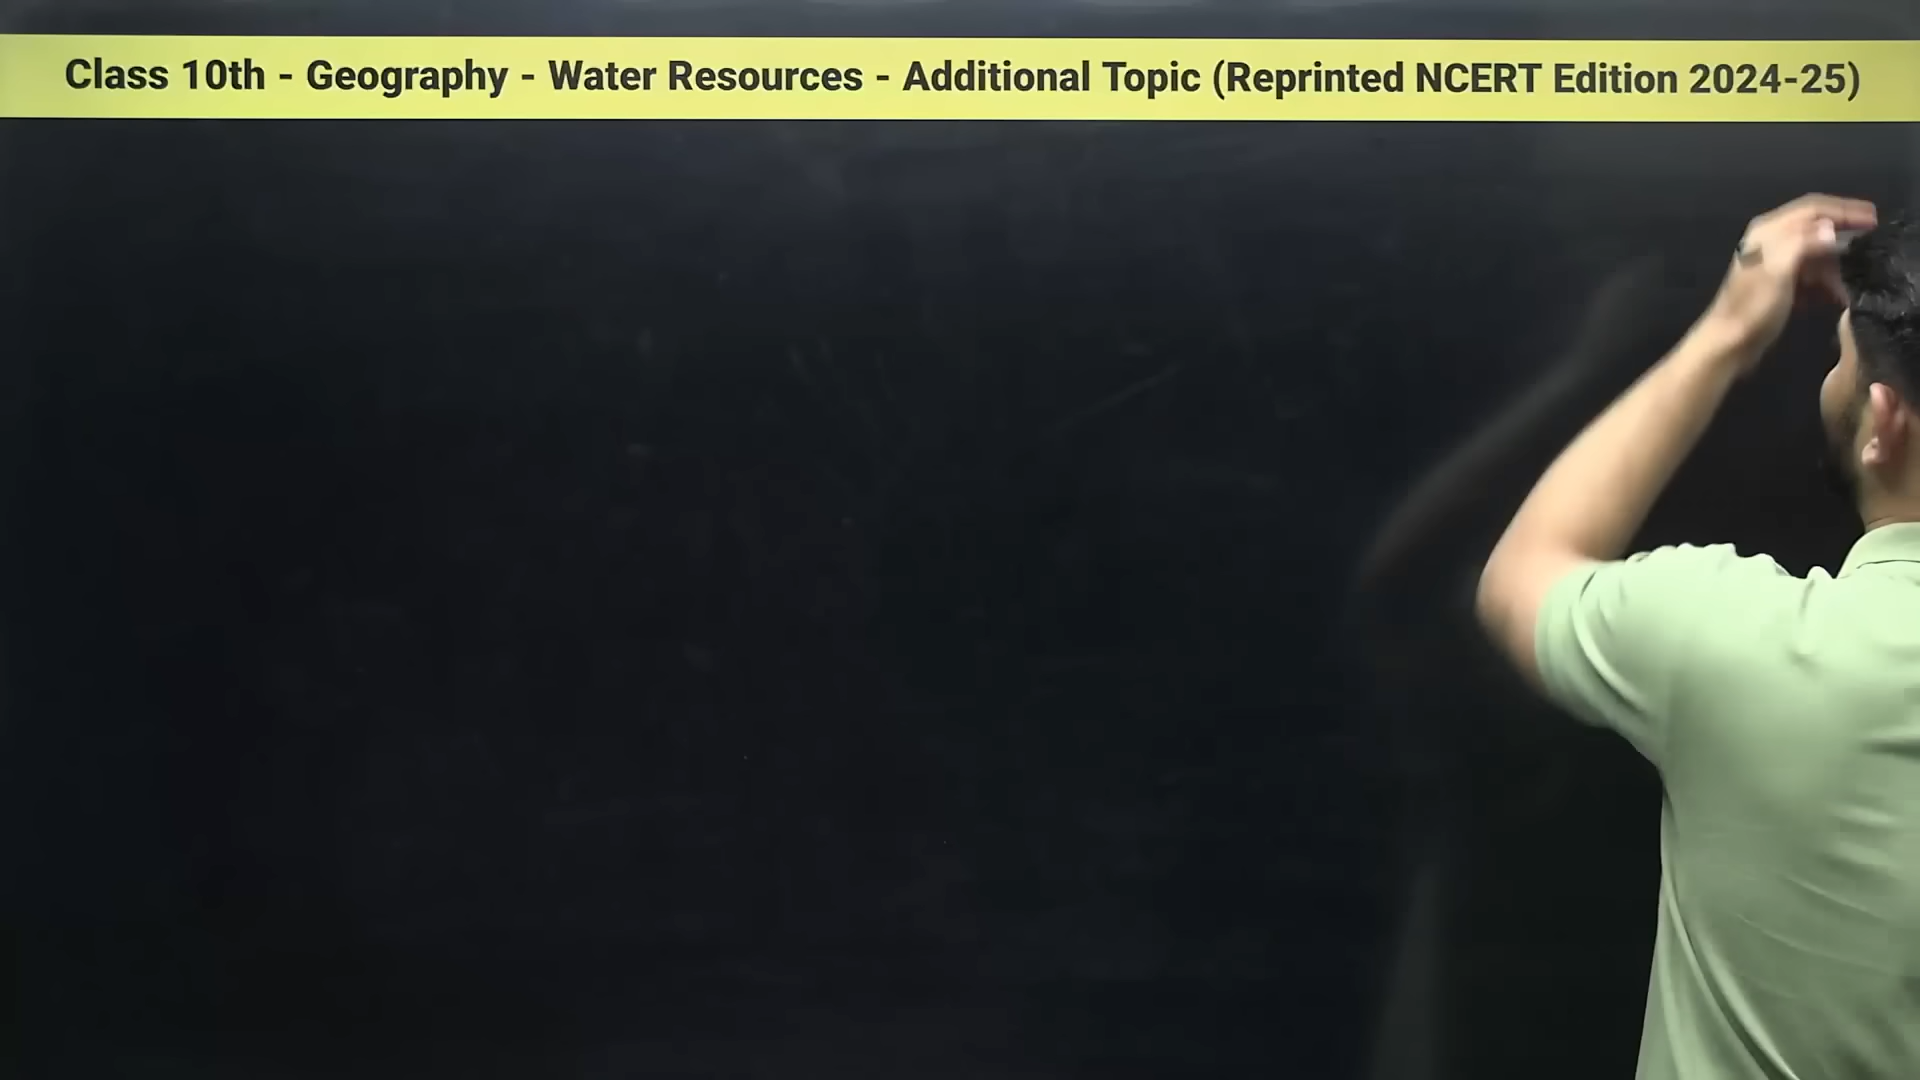 Class 10th - Geography - Water Resources - Additional Topic (Reprinted NCERT Edition 2024-25)